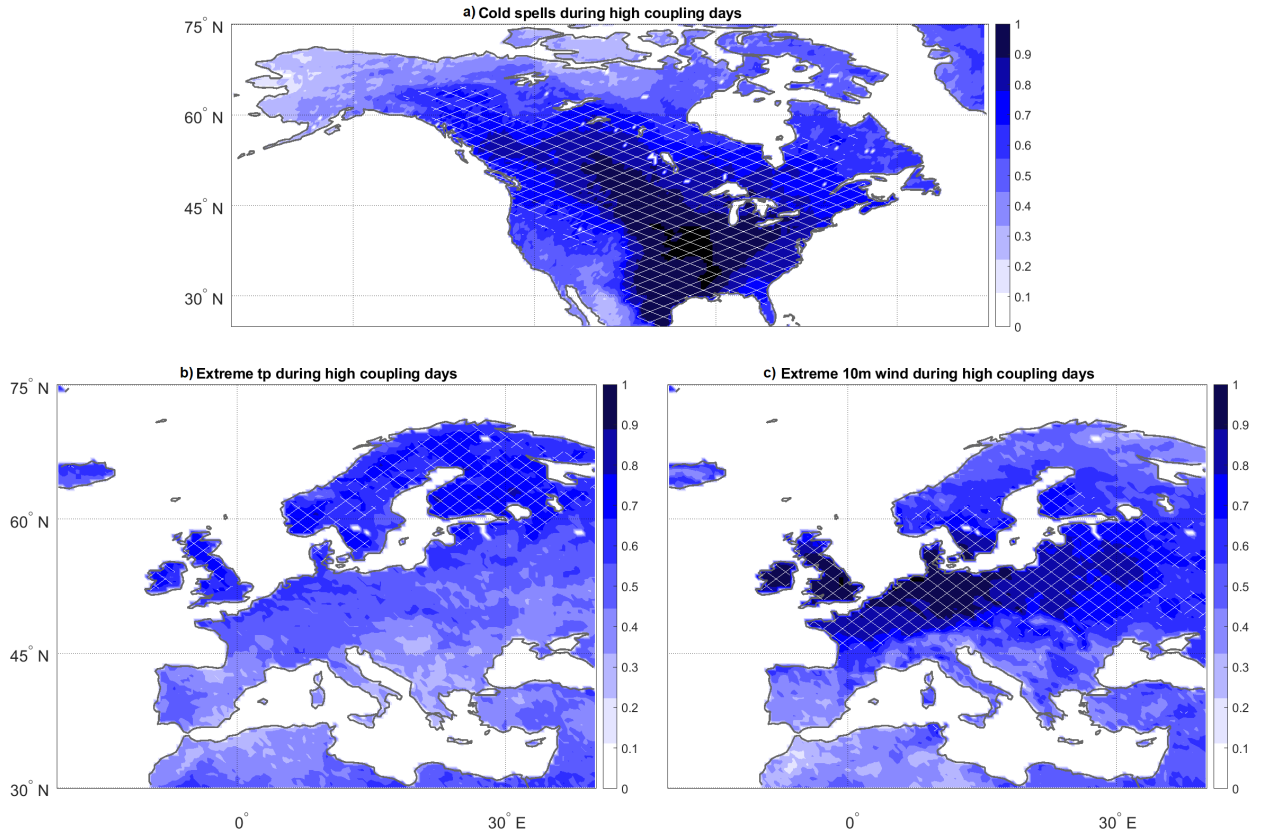 a) Cold spells during high coupling days
75° N
60° N
45° N
30° N
1
0.9
0.8
0.7
0.6
0.5
0.4
0.3
0.2
0.1
0
b) Extreme tp during high coupling days
75° N
60° N
45° N
30° N
0°
30° E
1
0.9
0.8
0.7
0.6
0.5
0.4
0.3
0.2
0.1
0
c) Extreme 10m wind during high coupling days
0°
30° E
1
0.9
0.8
0.7
0.6
0.5
0.4
0.3
0.2
0.1
0